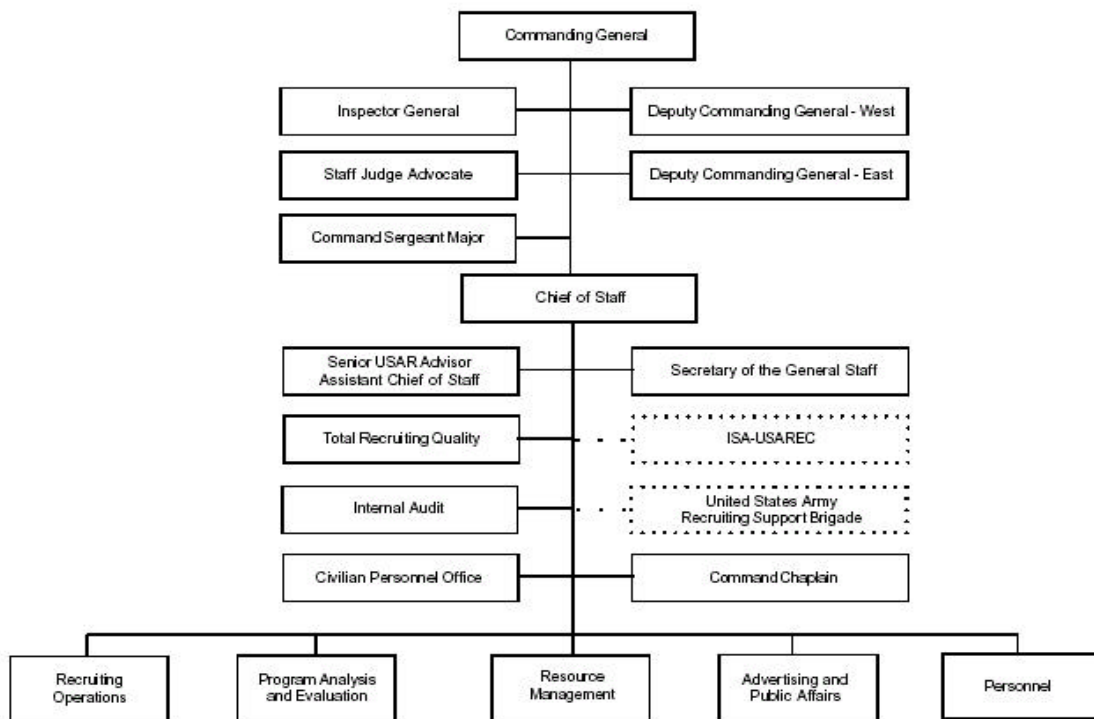 Commanding General
Inspector General
Deputy Commanding General - West
Staff Judge Advocate
Deputy Commanding General - East
Command Sergeant Major
Chief of Staff
Senior USAR Advisor
Assistant Chief of Staff
Secretary of the General Staff
Total Recruiting Quality
ISA-USAREC
Internal Audit
United States Army
Recruiting Support Brigade
Civilian Personnel Office
Command Chaplain
Recruiting
Operations
Program Analysis
and Evaluation
Resource
Management
Advertising and
Public Affairs
Personnel